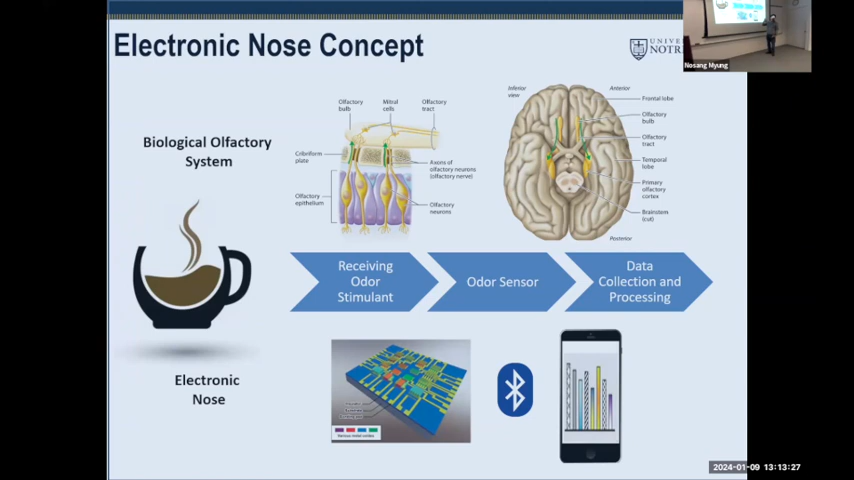 Electronic Nose Concept
Nosang Myung
Biological Olfactory
System
Olfactory
bulb
Mitral
cells
Olfactory
tract
Cribriform
plate
Olfactory
epithelium
Axons of
olfactory neurons
(olfactory nerve)
Olfactory
neurons
Inferior
view
Anterior
Frontal lobe
Olfactory
bulb
Olfactory
tract
Temporal
lobe
Primary
olfactory
cortex
Brainstem
(cut)
Posterior
Receiving
Odor
Stimulant
Odor Sensor
Data
Collection and
Processing
Electronic
Nose
Various metal oxides
2024-01-09 13:13:27